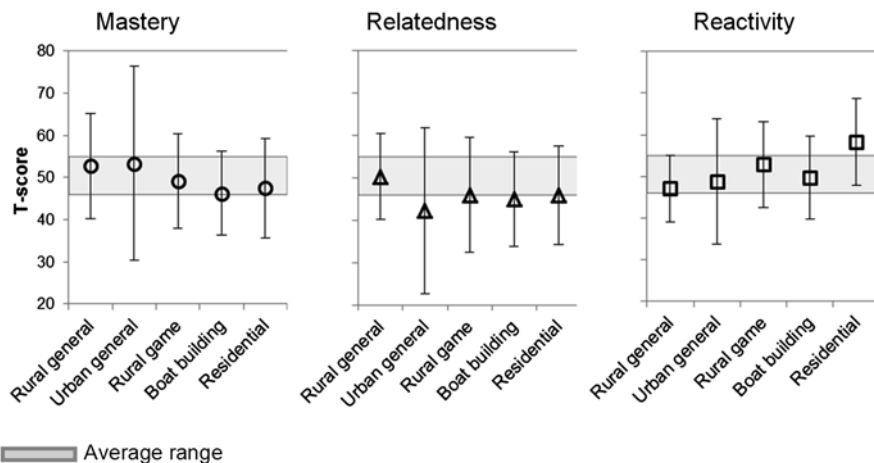 Mastery
Relatedness
Reactivity
T-score
80
70
60
50
40
30
20
Rural general
Urban general
Rural game
Boat building
Residential
Rural general
Urban general
Rural game
Boat building
Residential
Rural general
Urban general
Rural game
Boat building
Residential
Average range